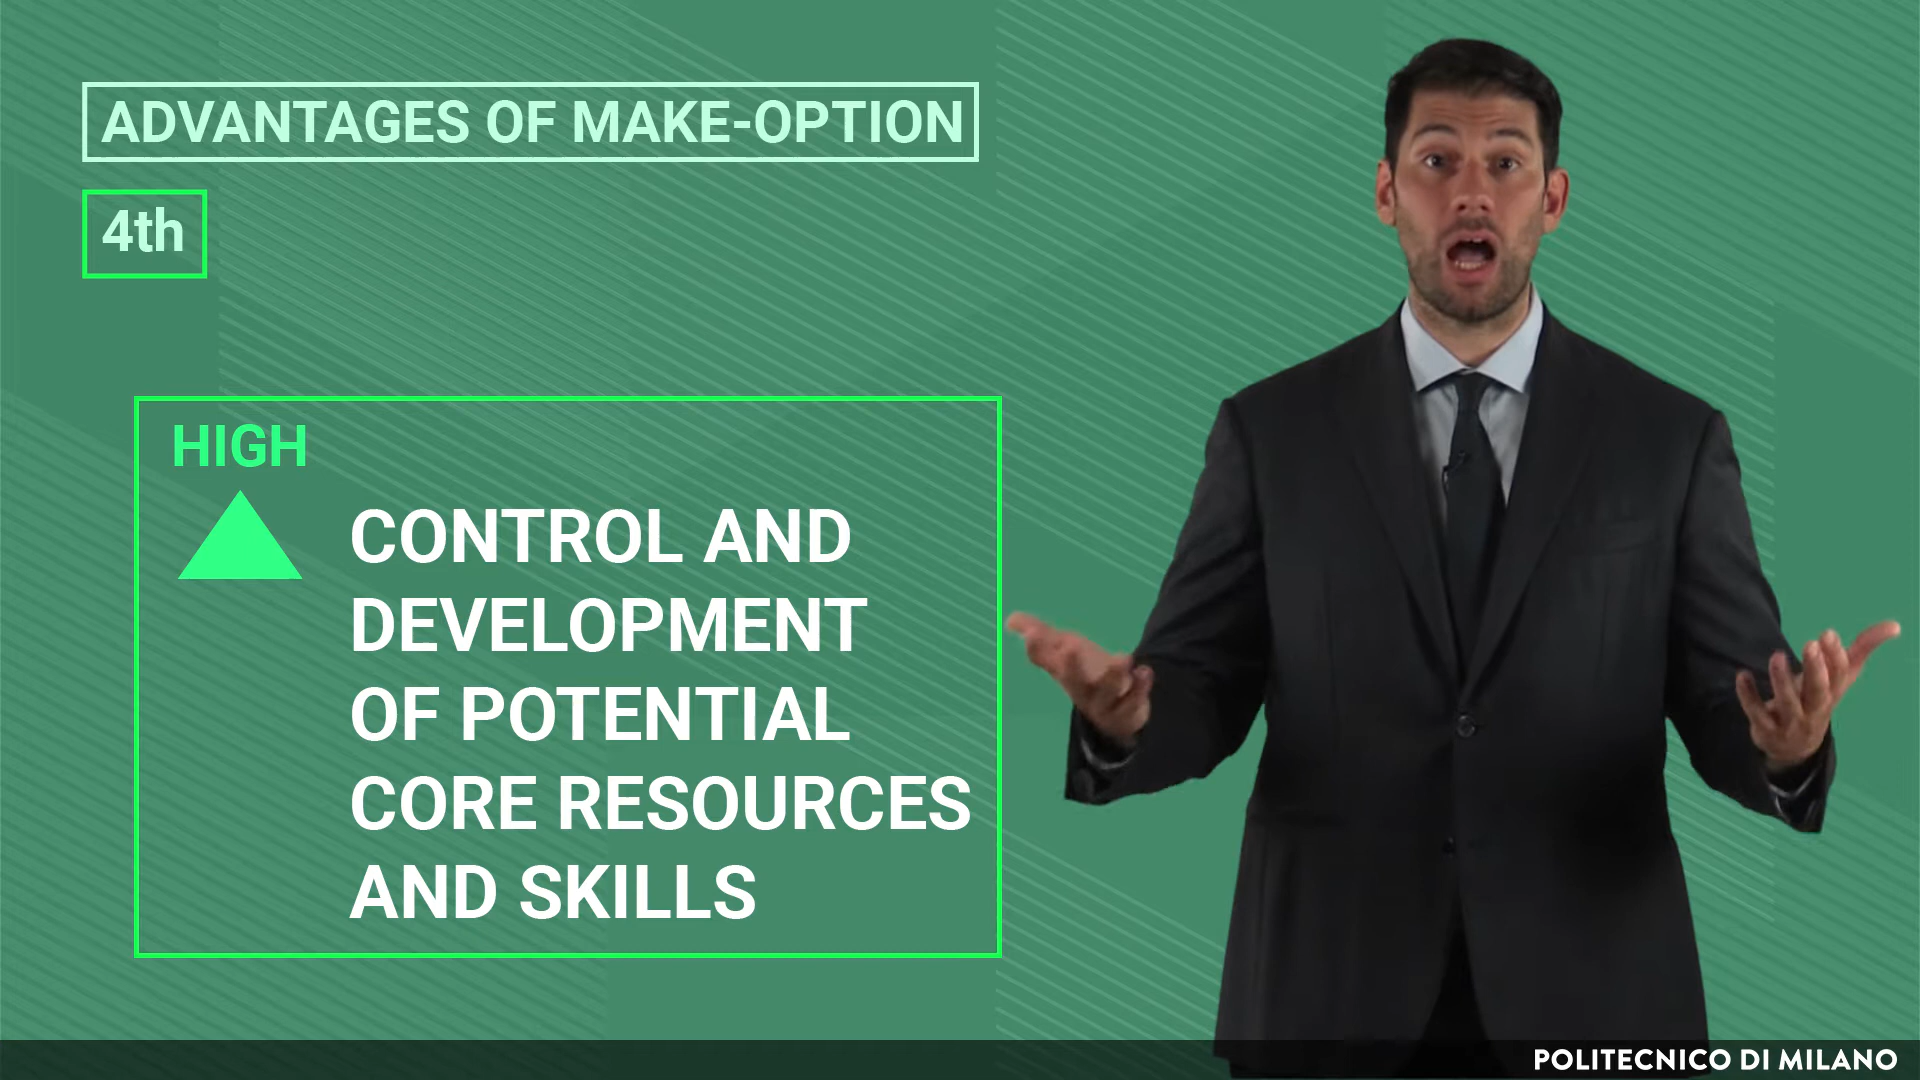 ADVANTAGES OF MAKE-OPTION
4th
HIGH
CONTROL AND
DEVELOPMENT
OF POTENTIAL
CORE RESOURCES
AND SKILLS
POLITECNICO DI MILANO